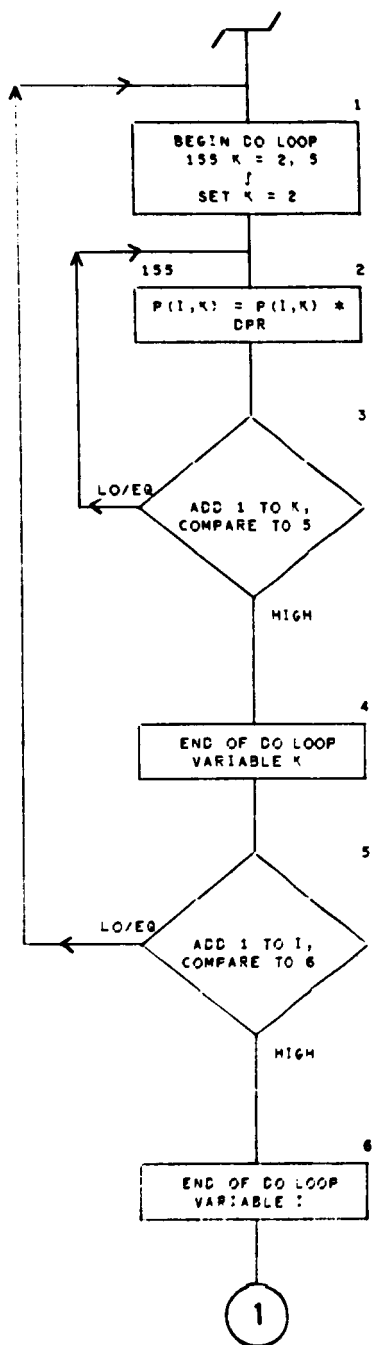 1
BEGIN DO LOOP
155 K = 2, 5
SET K = 2
155
2
P(I,K) = P(I,K) *
DPR
3
LO/EQ
ADD 1 TO K,
COMPARE TO 5
HIGH
4
END OF DO LOOP
VARIABLE K
5
LO/EQ
ADD 1 TO I,
COMPARE TO 6
HIGH
6
END OF DO LOOP
VARIABLE I
1